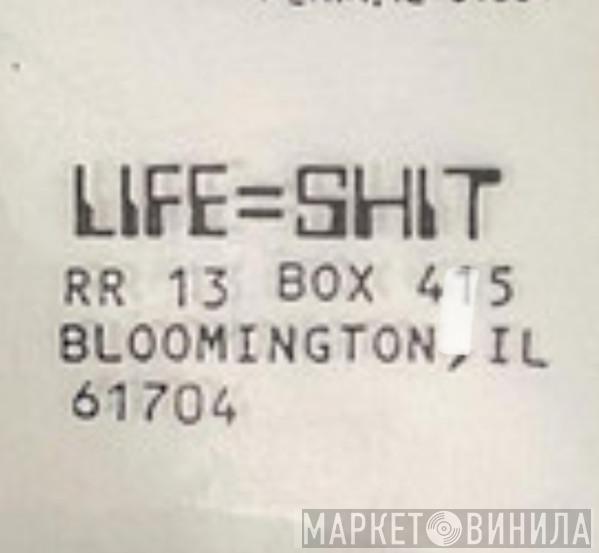 LIFE=SHIT
RR 13 BOX 415
BLOOMINGTON, IL
61704
МАРКЕТ ВИНИЛА